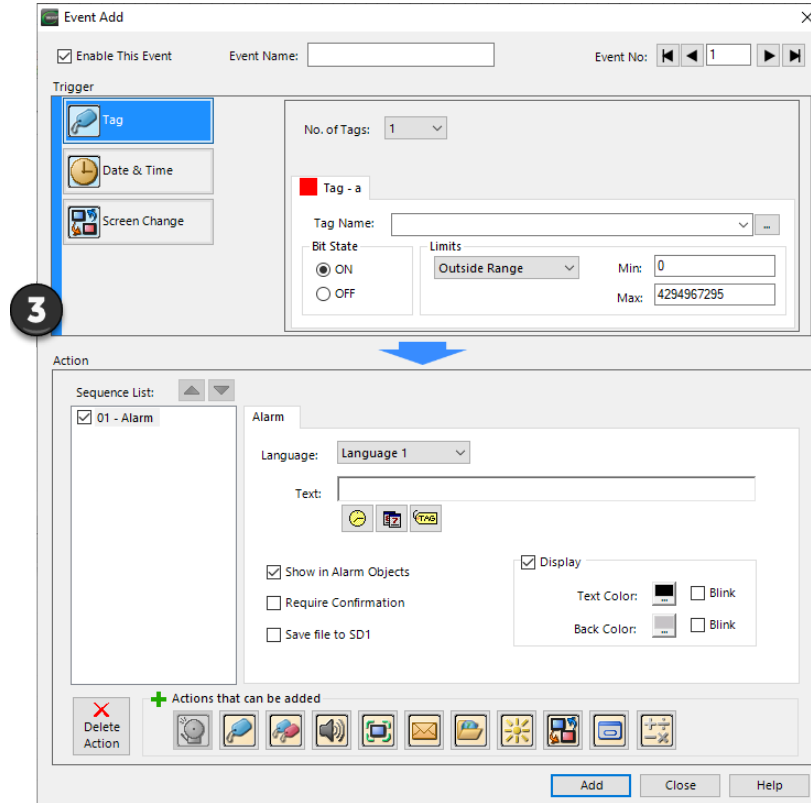 Event Add
Enable This Event Event Name: Event No: 1
Trigger
Tag
No. of Tags: 1
Date & Time
Tag - a
Screen Change
Tag Name: ...
Bit State Limits
ON Outside Range Min: 0
OFF Max: 4294967295
3
Action
Sequence List:
01 - Alarm
Alarm
Language: Language 1
Text:
TAG
Show in Alarm Objects
Display
Text Color: ... Blink
Require Confirmation
Back Color: ... Blink
Save file to SD1
Actions that can be added
Delete
Action
Add Close Help